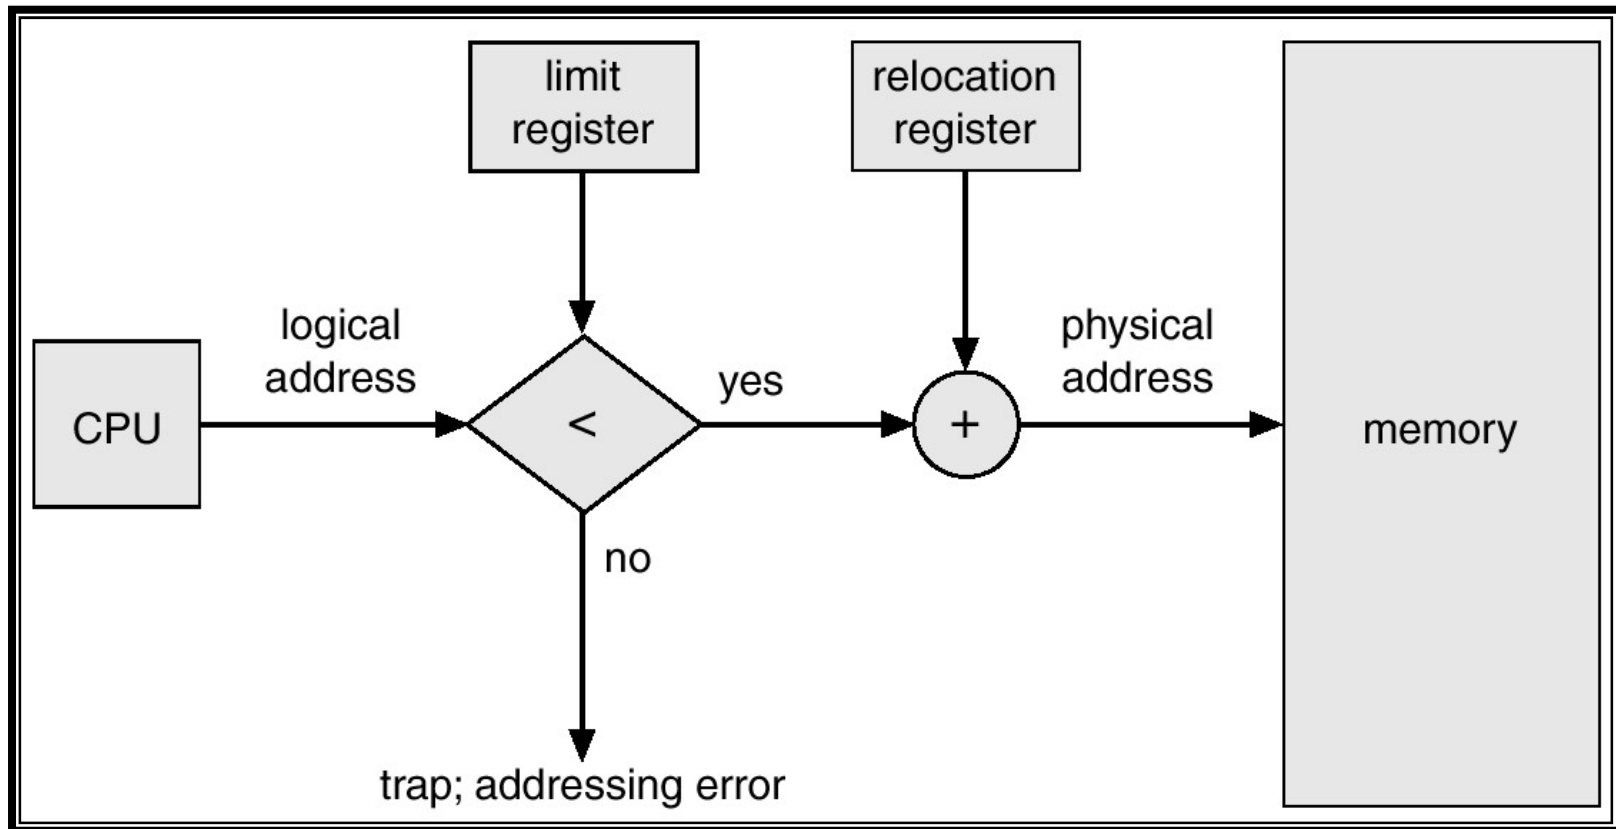 limit
register
relocation
register
logical
address
physical
address
yes
CPU
<
+
memory
no
trap; addressing error